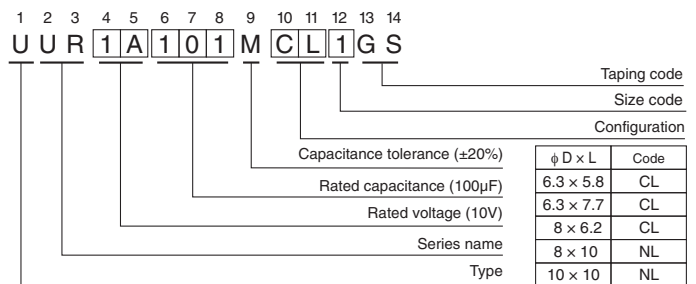 1 2 3 4 5 6 7 8 9 10 11 12 13 14
U U R 1 A 1 0 1 M C L 1 G S
Taping code
Size code
Configuration
Capacitance tolerance (±20%)
Rated capacitance (100µF)
Rated voltage (10V)
Series name
Type
ϕ D × L Code
6.3 × 5.8 CL
6.3 × 7.7 CL
8 × 6.2 CL
8 × 10 NL
10 × 10 NL